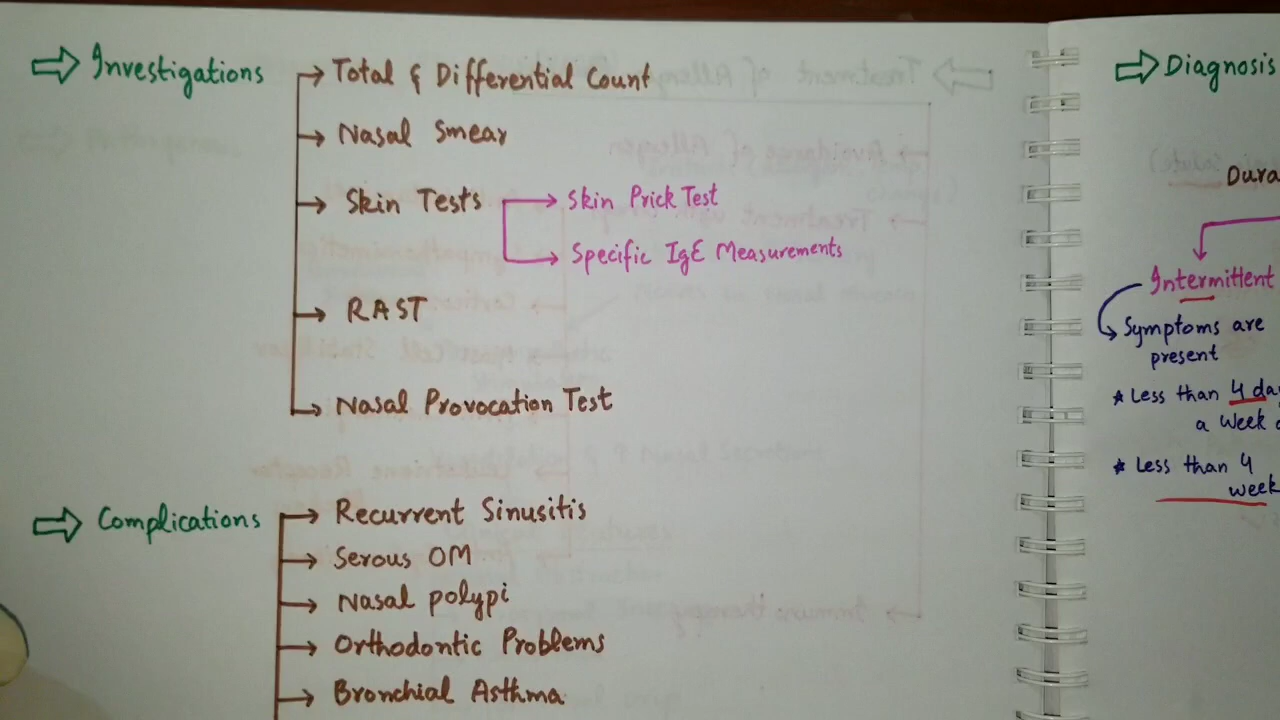 Investigations
Total & Differential Count
Nasal Smear
Skin Tests
Skin Prick Test
Specific IgE Measurements
RAST
Nasal Provocation Test
Complications
Recurrent Sinusitis
Serous OM
Nasal polypi
Orthodontic Problems
Bronchial Asthma
Diagnosis
Intermittent
Symptoms are
present
* Less than 4
a week
* Less than 4
week